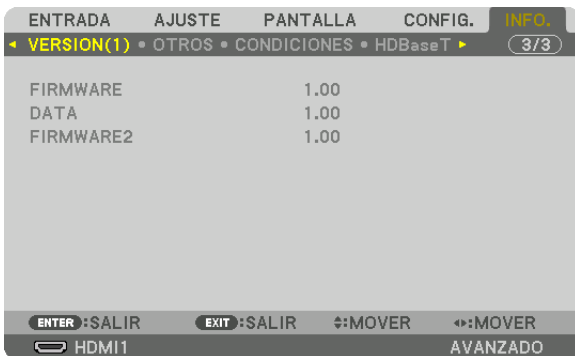 ENTRADA AJUSTE PANTALLA CONFIG. INFO.
VERSION(1) • OTROS • CONDICIONES • HDBaseT 3/3
FIRMWARE 1.00
DATA 1.00
FIRMWARE2 1.00
ENTER :SALIR EXIT :SALIR :MOVER :MOVER
HDMI1 AVANZADO